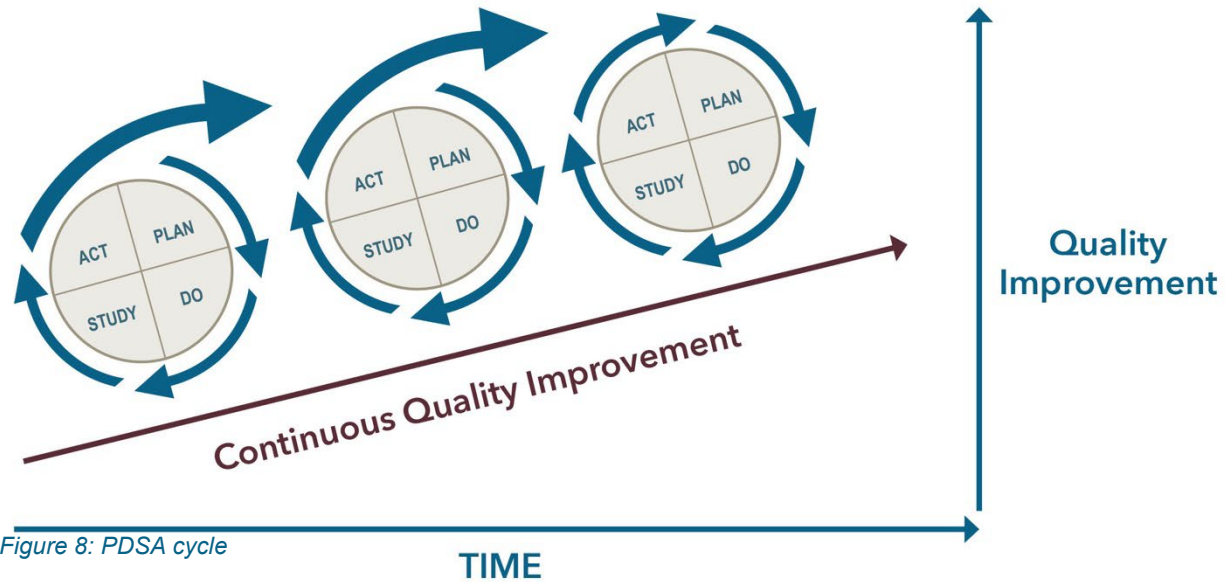 ACT
PLAN
STUDY
DO
ACT
PLAN
STUDY
DO
ACT
PLAN
STUDY
DO
Continuous Quality Improvement
Quality
Improvement
Figure 8: PDSA cycle
TIME